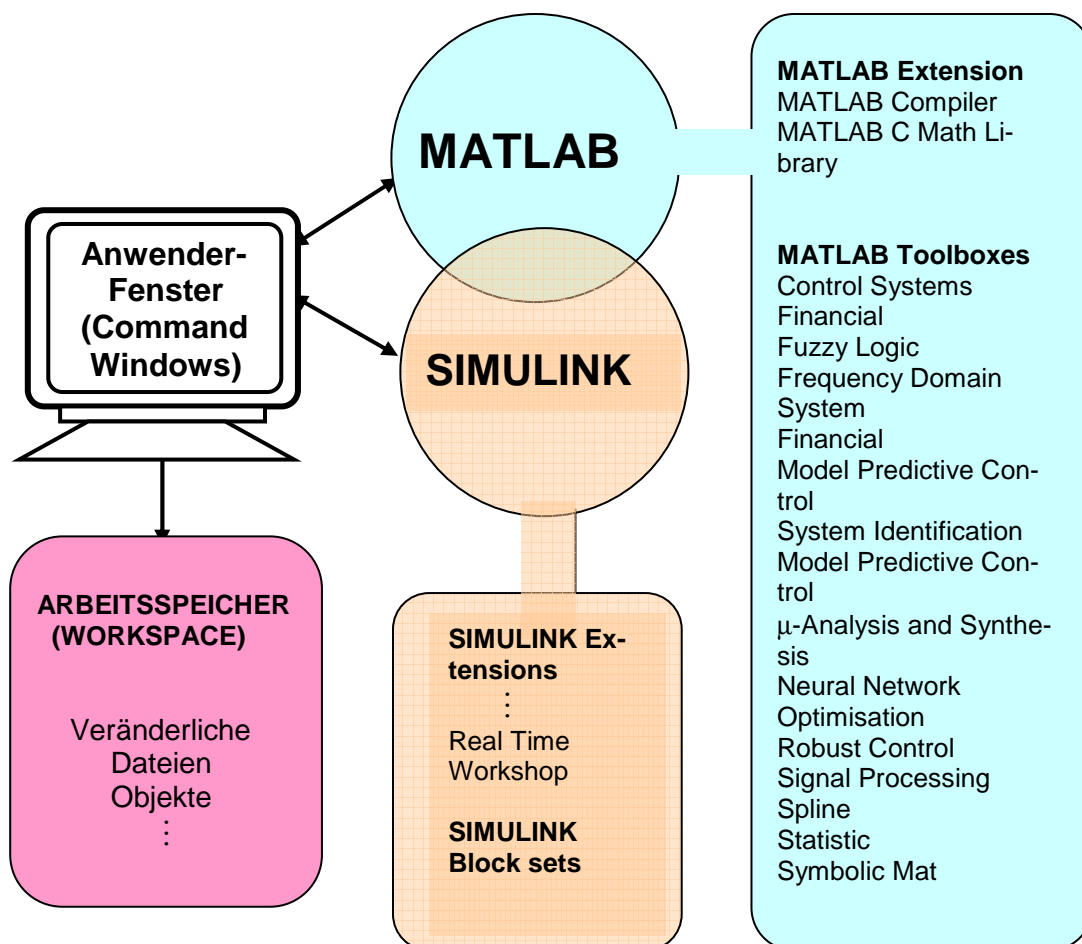 MATLAB
Anwender-
Fenster
(Command
Windows)
SIMULINK
ARBEITSSPEICHER
(WORKSPACE)
Veränderliche
Dateien
Objekte
⋮
SIMULINK Ex-
tensions
⋮
Real Time
Workshop
SIMULINK
Block sets
MATLAB Extension
MATLAB Compiler
MATLAB C Math Li-
brary
MATLAB Toolboxes
Control Systems
Financial
Fuzzy Logic
Frequency Domain
System
Financial
Model Predictive Con-
trol
System Identification
Model Predictive Con-
trol
μ-Analysis and Synthe-
sis
Neural Network
Optimisation
Robust Control
Signal Processing
Spline
Statistic
Symbolic Mat